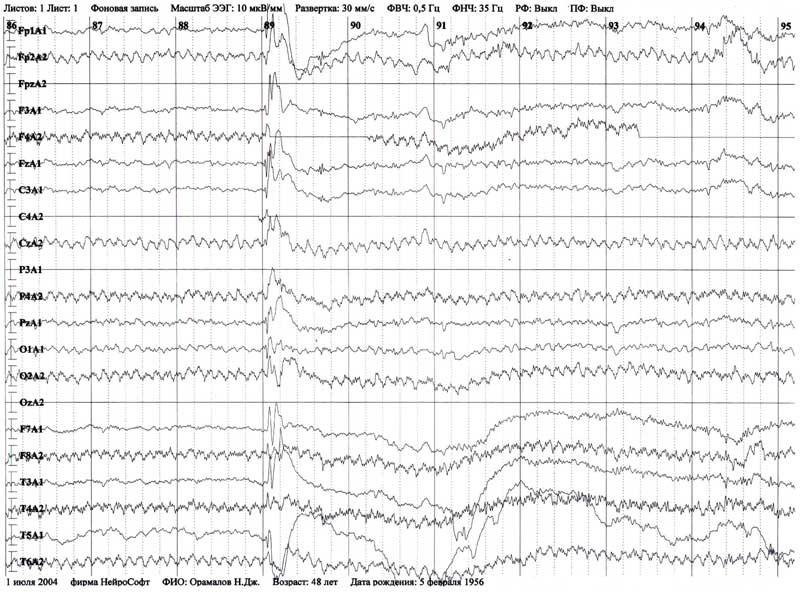 Листов: 1 Лист: 1 Фоновая запись Масштаб ЭЭГ: 10 мкВ/мм Развертка: 30 мм/с ФВЧ: 0,5 Гц ФНЧ: 35 Гц РФ: Выкл ПФ: Выкл
86 87 88 89 90 91 92 93 94 95
Fp1A1
Fp2A2
FpzA2
F3A1
F4A2
FzA1
C3A1
C4A2
CzA2
P3A1
P4A2
PzA1
O1A1
O2A2
OzA2
F7A1
F8A2
T3A1
T4A2
T5A1
T6A2
1 июля 2004 фирма НейроСофт ФИО: Орамалов Н.Дж. Возраст: 48 лет Дата рождения: 5 февраля 1956